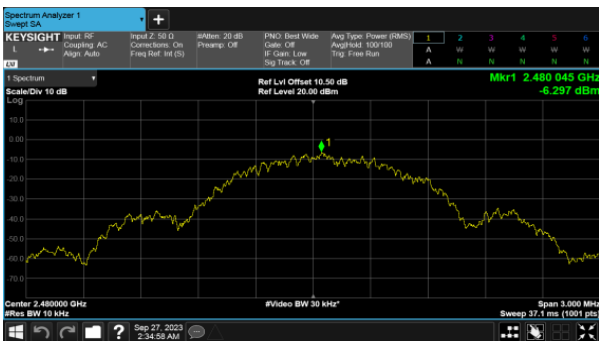 Spectrum Analyzer 1
Swept SA
+
KEYSIGHT Input: RF Input Z: 50 Ω #Atten: 20 dB PNO: Best Wide Avg Type: Power (RMS) 1 2 3 4 5 6
L Coupling: AC Corrections: On Preamp: Off Gate: Off Avg|Hold: 100/100 A W W W W W
Align: Auto Freq Ref: Int (S) IF Gain: Low Trig: Free Run
Sig Track: Off A N N N N N
1 Spectrum Ref Lvl Offset 10.50 dB Mkr1 2.480 045 GHz
Scale/Div 10 dB Ref Level 20.00 dBm -6.297 dBm
Log
10.0
0.00
1
-10.0
-20.0
-30.0
-40.0
-50.0
-60.0
-70.0
Center 2.480000 GHz #Video BW 30 kHz* Span 3.000 MHz
#Res BW 10 kHz Sweep 37.1 ms (1001 pts)
? Sep 27, 2023
2:34:58 AM